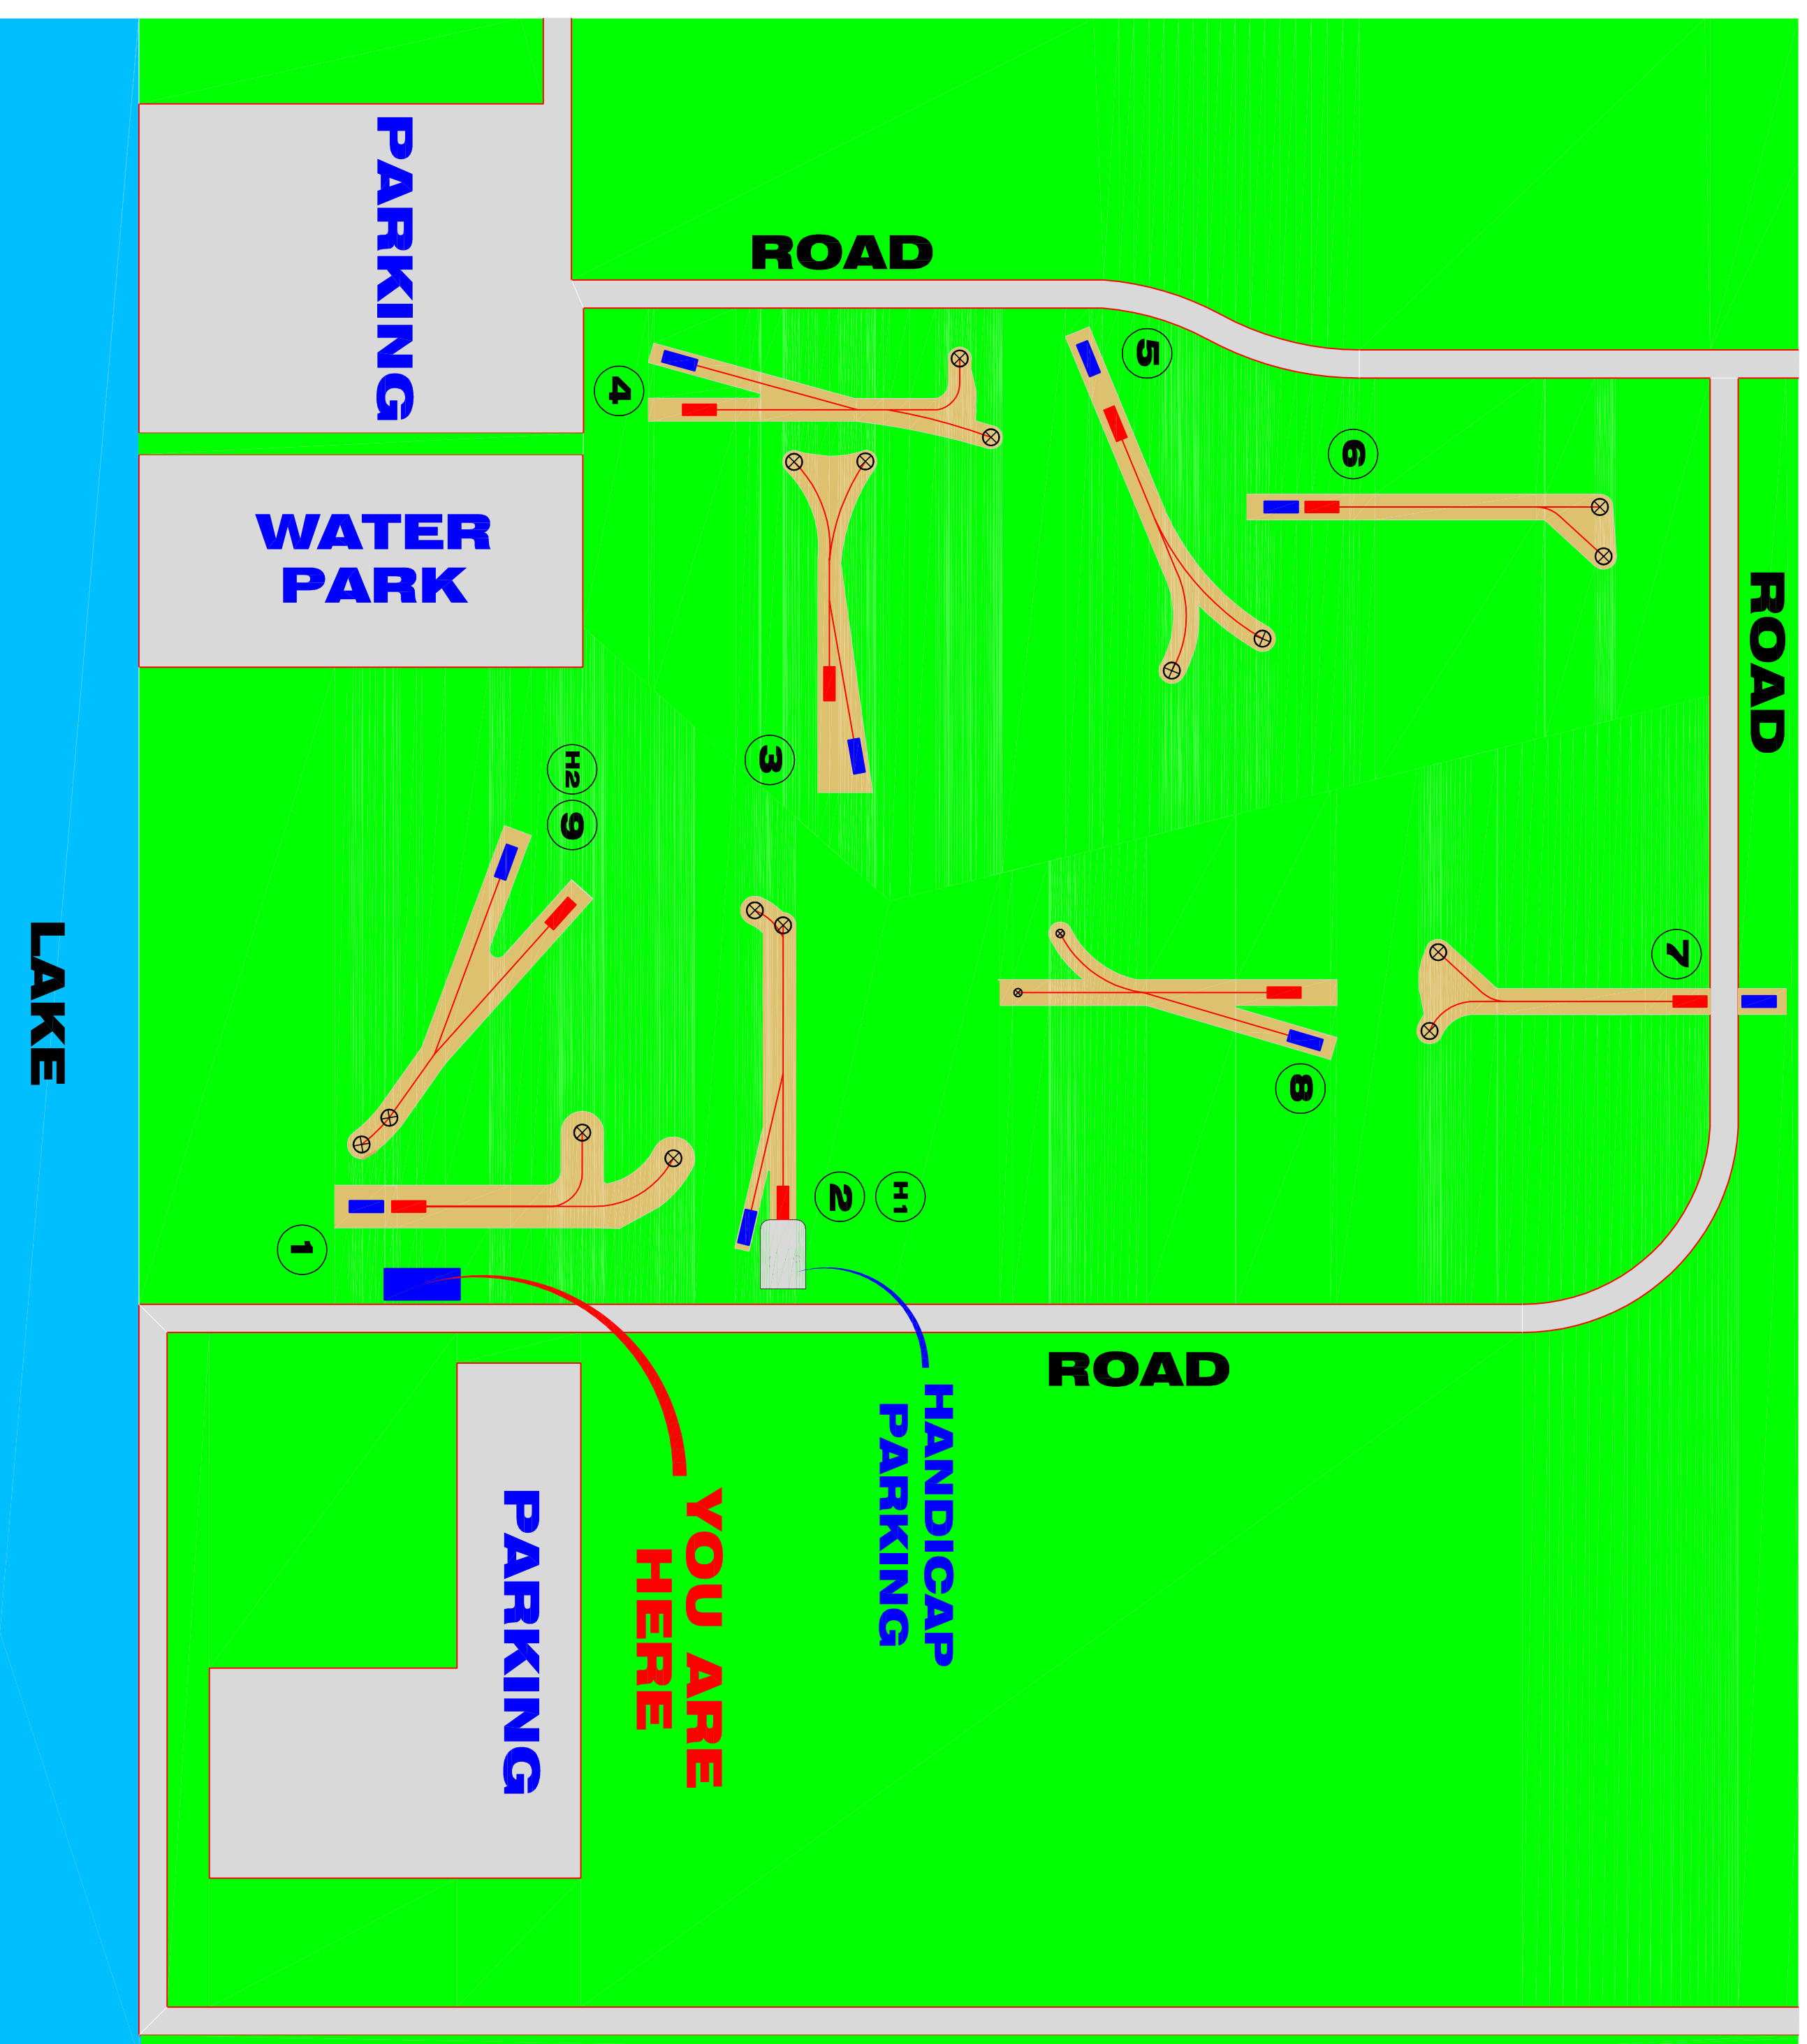 PARKING
ROAD
5
4
6
WATER
PARK
ROAD
3
H2
9
7
LAKE
8
2
H1
1
ROAD
HANDICAP
PARKING
YOU ARE
HERE
PARKING